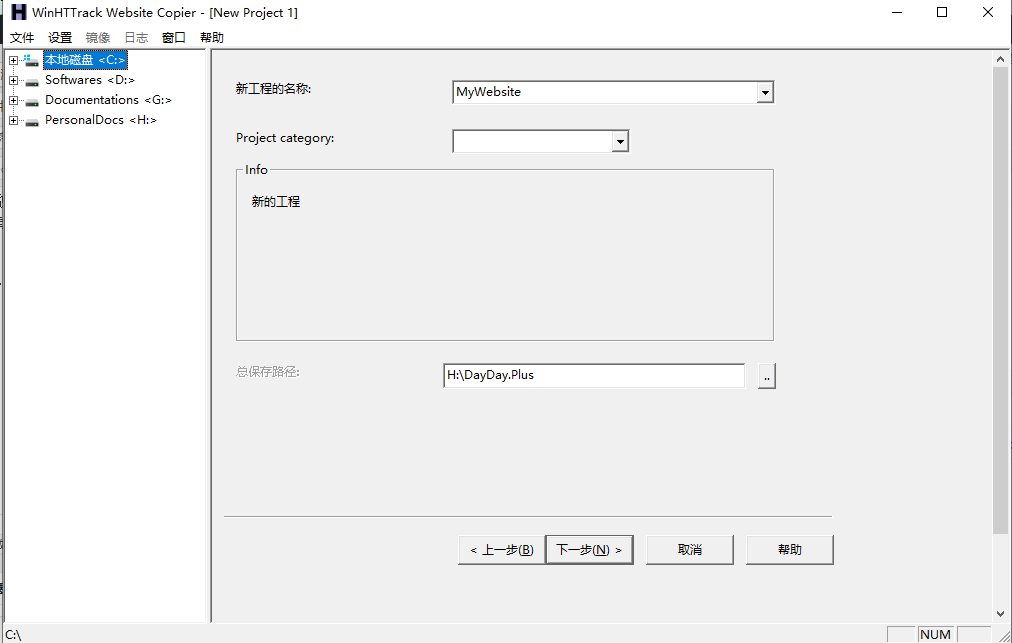 WinHTTrack Website Copier - [New Project 1]
文件 设置 镜像 日志 窗口 帮助
本地磁盘 <C:>
Softwares <D:>
Documentations <G:>
PersonalDocs <H:>
新工程的名称:
MyWebsite
Project category:
Info
新的工程
总保存路径:
H:\DayDay.Plus
..
< 上一步(B)
下一步(N) >
取消
帮助
C:\
NUM